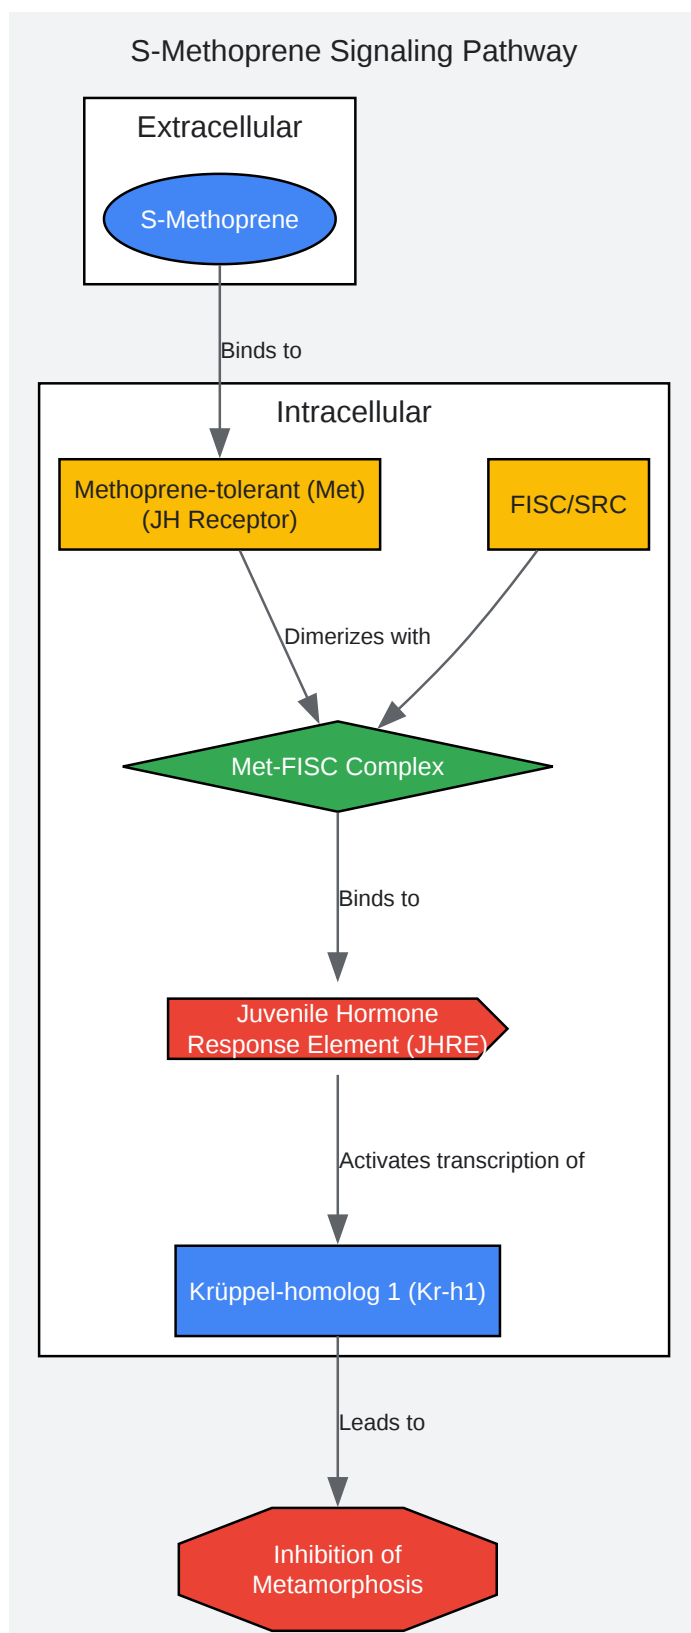 S-Methoprene Signaling Pathway
Extracellular
S-Methoprene
Binds to
Intracellular
Methoprene-tolerant (Met)
(JH Receptor)
FISC/SRC
Dimerizes with
Met-FISC Complex
Binds to
Juvenile Hormone
Response Element (JHRE)
Activates transcription of
Krüppel-homolog 1 (Kr-h1)
Leads to
Inhibition of
Metamorphosis